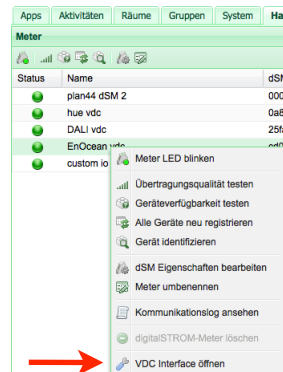 Apps Aktivitäten Räume Gruppen System Ha
Meter
Status Name dSM
plan44 dSM 2 000
hue vdc 0a8
DALI vdc 25fa
EnOcean vdc
custom io
Meter LED blinken
Übertragungsqualität testen
Geräteverfügbarkeit testen
Alle Geräte neu registrieren
Gerät identifizieren
dSM Eigenschaften bearbeiten
Meter umbenennen
Kommunikationslog ansehen
digitalSTROM-Meter löschen
VDC Interface öffnen